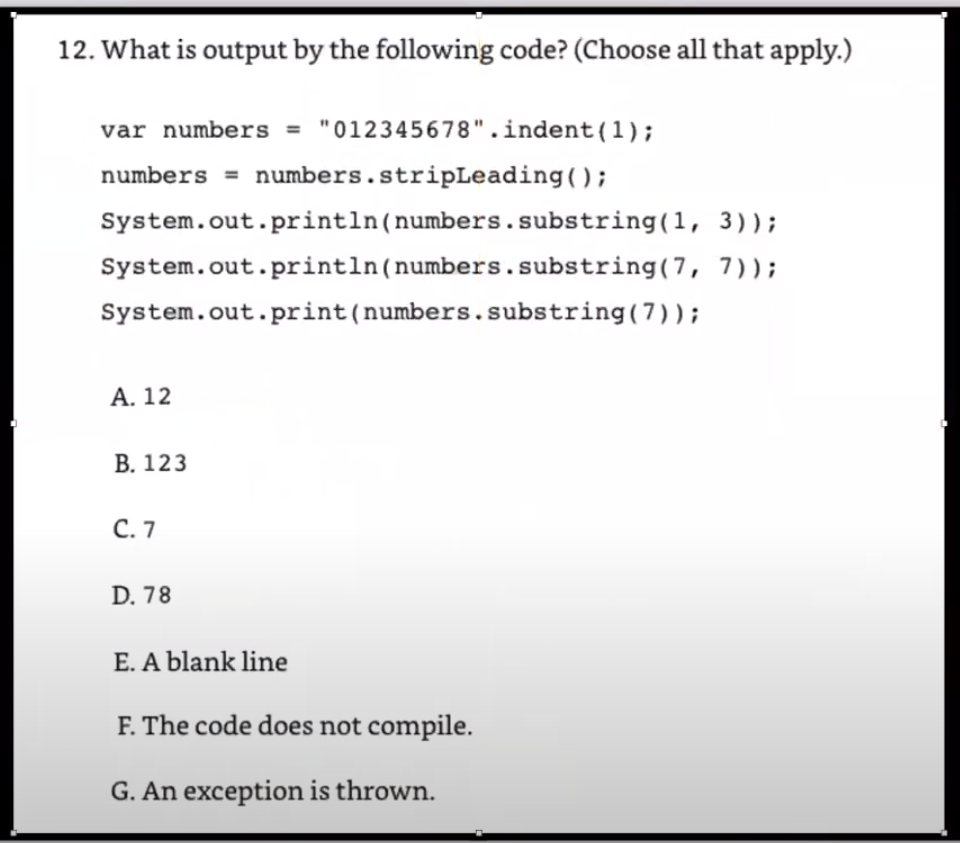 12. What is output by the following code? (Choose all that apply.)
var numbers = "012345678".indent(1);
numbers = numbers.stripLeading();
System.out.println(numbers.substring(1, 3));
System.out.println(numbers.substring(7, 7));
System.out.print(numbers.substring(7));
A. 12
B. 123
C. 7
D. 78
E. A blank line
F. The code does not compile.
G. An exception is thrown.